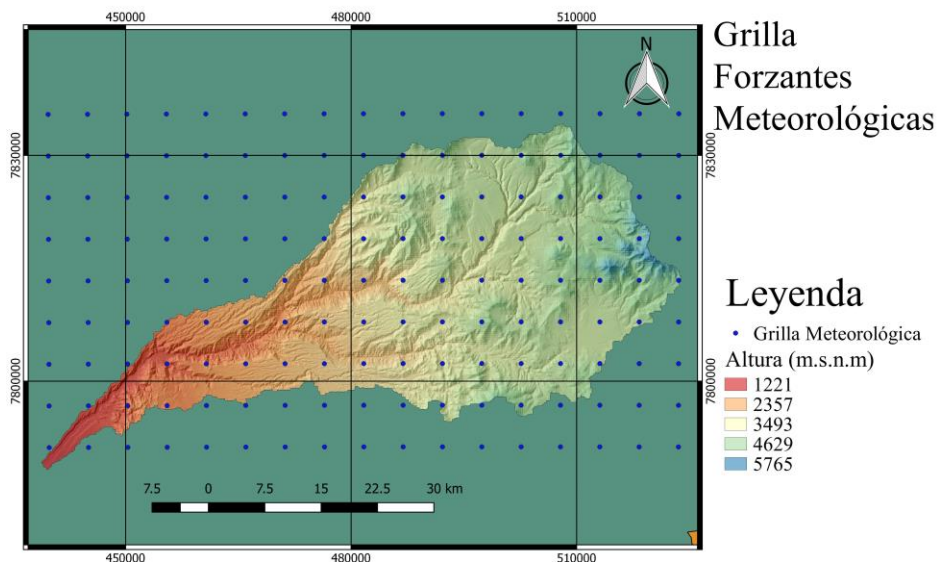 450000
480000
510000
Grilla
Forzantes
Meteorológicas
N
7830000
7830000
7800000
7800000
7.5 0 7.5 15 22.5 30 km
450000
480000
510000
Leyenda
Grilla Meteorológica
Altura (m.s.n.m)
1221
2357
3493
4629
5765